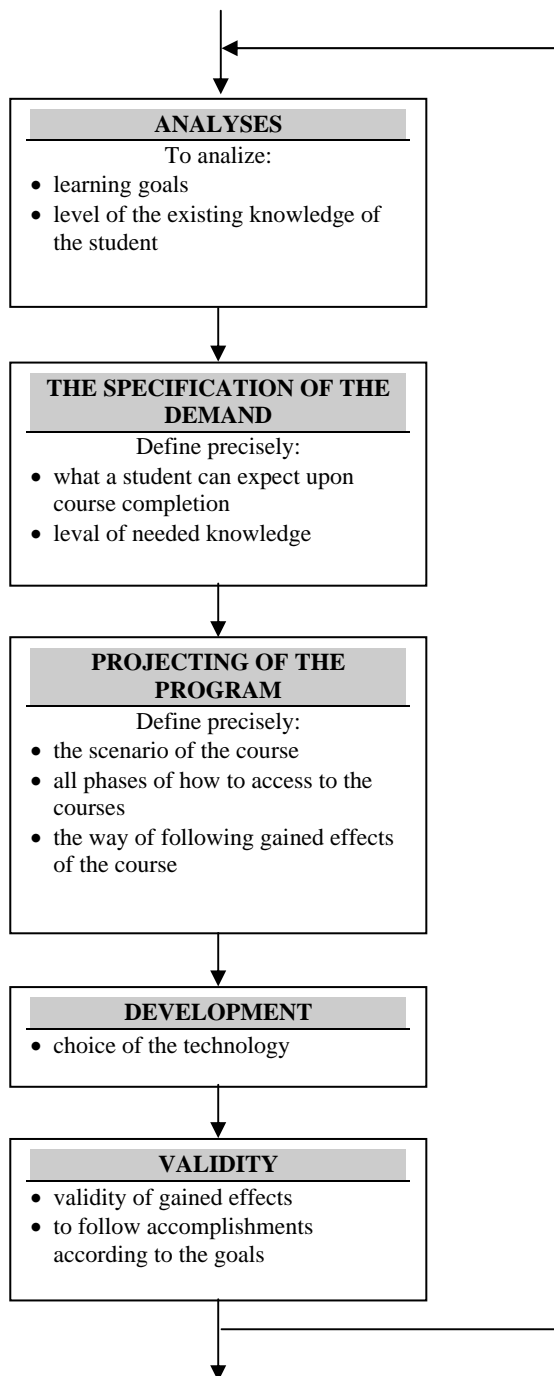 ANALYSES
To analize:
• learning goals
• level of the existing knowledge of
the student
THE SPECIFICATION OF THE
DEMAND
Define precisely:
• what a student can expect upon
course completion
• leval of needed knowledge
PROJECTING OF THE
PROGRAM
Define precisely:
• the scenario of the course
• all phases of how to access to the
courses
• the way of following gained effects
of the course
DEVELOPMENT
• choice of the technology
VALIDITY
• validity of gained effects
• to follow accomplishments
according to the goals